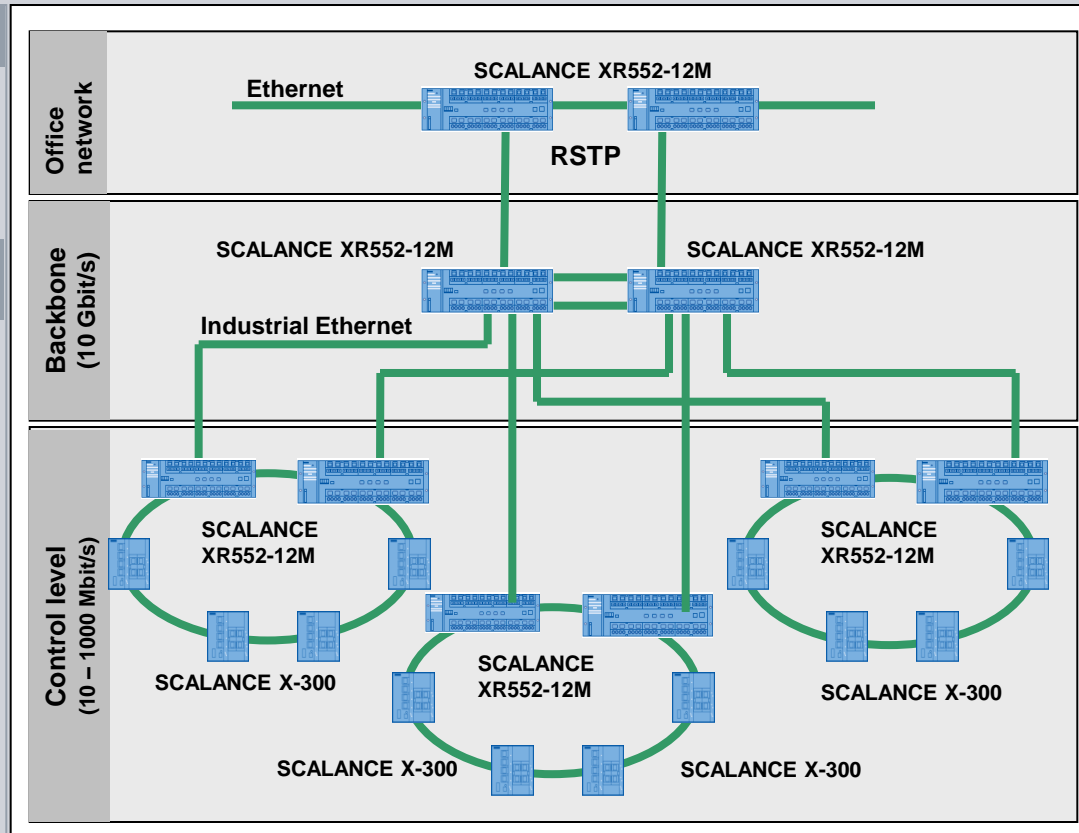 Office
network
SCALANCE XR552-12M
Ethernet
RSTP
Backbone
(10 Gbit/s)
SCALANCE XR552-12M
SCALANCE XR552-12M
Industrial Ethernet
Control level
(10 – 1000 Mbit/s)
SCALANCE
XR552-12M
SCALANCE X-300
SCALANCE
XR552-12M
SCALANCE X-300
SCALANCE X-300
SCALANCE
XR552-12M
SCALANCE X-300